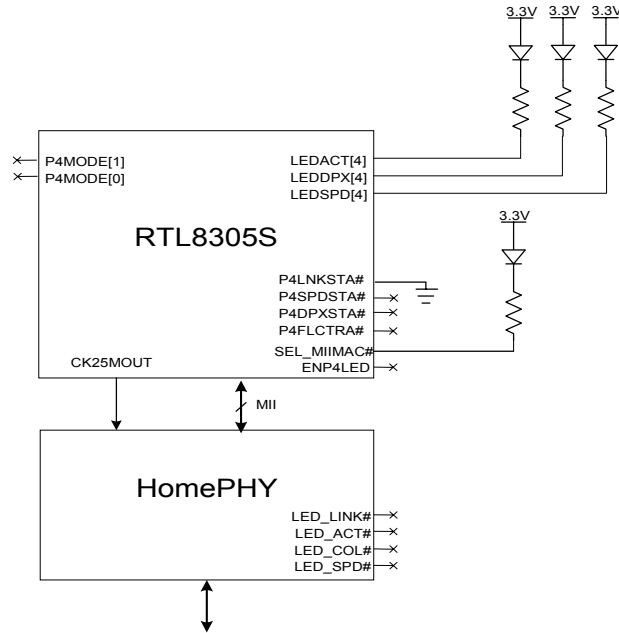 3.3V 3.3V 3.3V
P4MODE[1]
P4MODE[0]
LEDACT[4]
LEDDPX[4]
LEDSPD[4]
RTL8305S
3.3V
P4LNKSTA#
P4SPDSTA#
P4DPXSTA#
P4FLCTRA#
SEL_MIIMAC#
ENP4LED
CK25MOUT
MII
HomePHY
LED_LINK#
LED_ACT#
LED_COL#
LED_SPD#